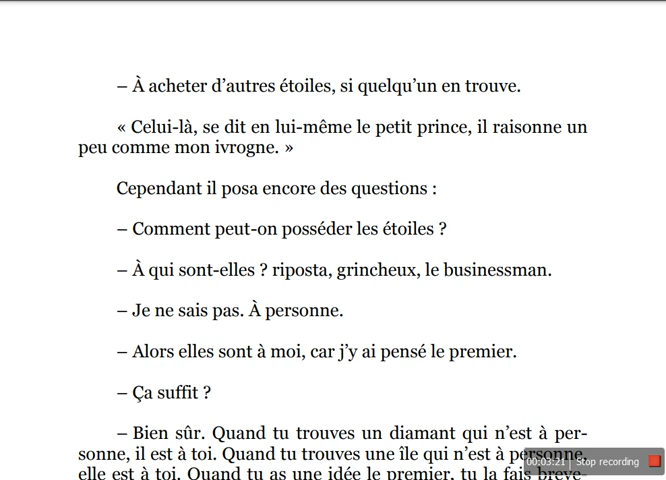 – À acheter d’autres étoiles, si quelqu’un en trouve.
« Celui-là, se dit en lui-même le petit prince, il raisonne un
peu comme mon ivrogne. »
Cependant il posa encore des questions :
– Comment peut-on posséder les étoiles ?
– À qui sont-elles ? riposta, grincheux, le businessman.
– Je ne sais pas. À personne.
– Alors elles sont à moi, car j’y ai pensé le premier.
– Ça suffit ?
– Bien sûr. Quand tu trouves un diamant qui n’est à per-
sonne, il est à toi. Quand tu trouves une île qui n’est à personne,
elle est à toi. Quand tu as une idée le premier, tu la fais breve-
00:03:21 | Stop recording